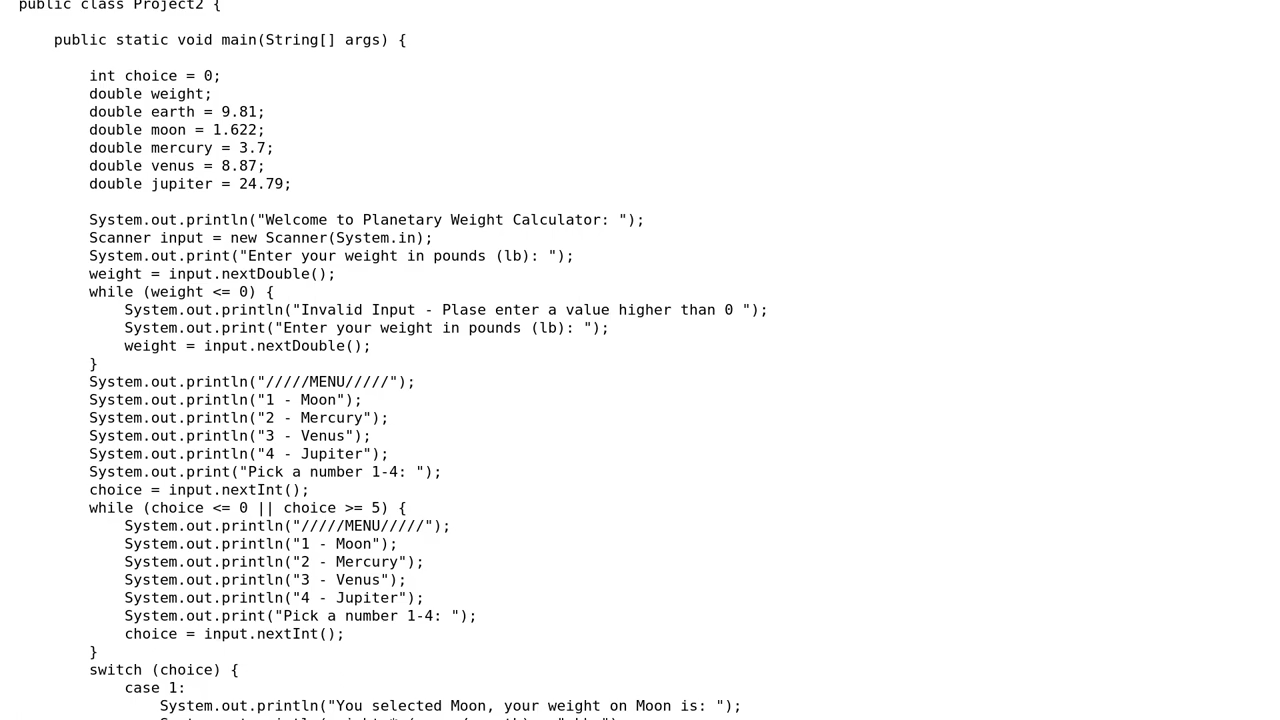 public class Project2 {
public static void main(String[] args) {
int choice = 0;
double weight;
double earth = 9.81;
double moon = 1.622;
double mercury = 3.7;
double venus = 8.87;
double jupiter = 24.79;
System.out.println("Welcome to Planetary Weight Calculator: ");
Scanner input = new Scanner(System.in);
System.out.print("Enter your weight in pounds (lb): ");
weight = input.nextDouble();
while (weight <= 0) {
System.out.println("Invalid Input - Plase enter a value higher than 0 ");
System.out.print("Enter your weight in pounds (lb): ");
weight = input.nextDouble();
}
System.out.println("/////MENU/////");
System.out.println("1 - Moon");
System.out.println("2 - Mercury");
System.out.println("3 - Venus");
System.out.println("4 - Jupiter");
System.out.print("Pick a number 1-4: ");
choice = input.nextInt();
while (choice <= 0 || choice >= 5) {
System.out.println("/////MENU/////");
System.out.println("1 - Moon");
System.out.println("2 - Mercury");
System.out.println("3 - Venus");
System.out.println("4 - Jupiter");
System.out.print("Pick a number 1-4: ");
choice = input.nextInt();
}
switch (choice) {
case 1:
System.out.println("You selected Moon, your weight on Moon is: ");